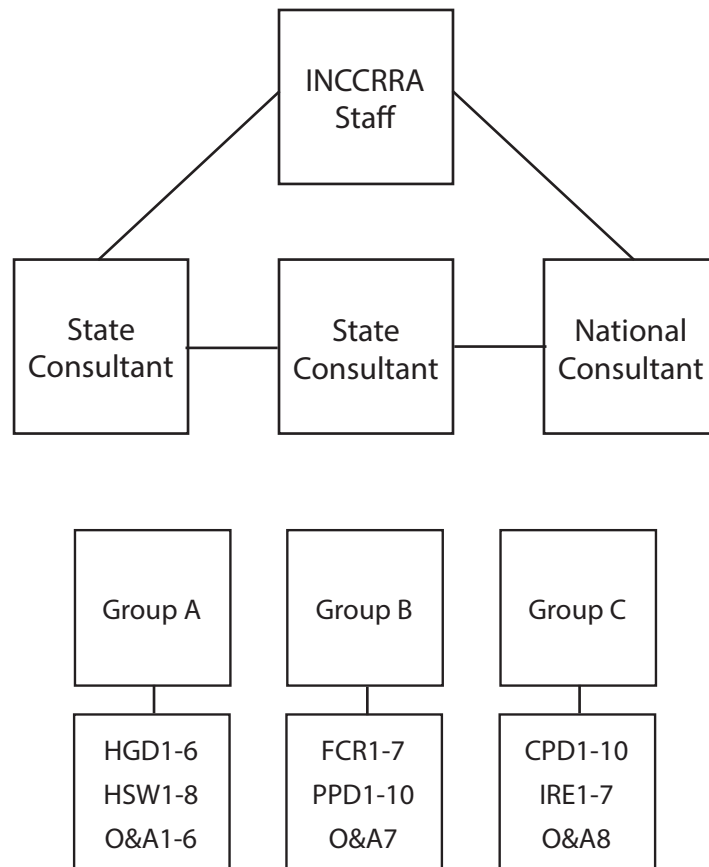 INCCRRA
Staff
State
Consultant
State
Consultant
National
Consultant
Group A
Group B
Group C
HGD1-6
HSW1-8
O&A1-6
FCR1-7
PPD1-10
O&A7
CPD1-10
IRE1-7
O&A8